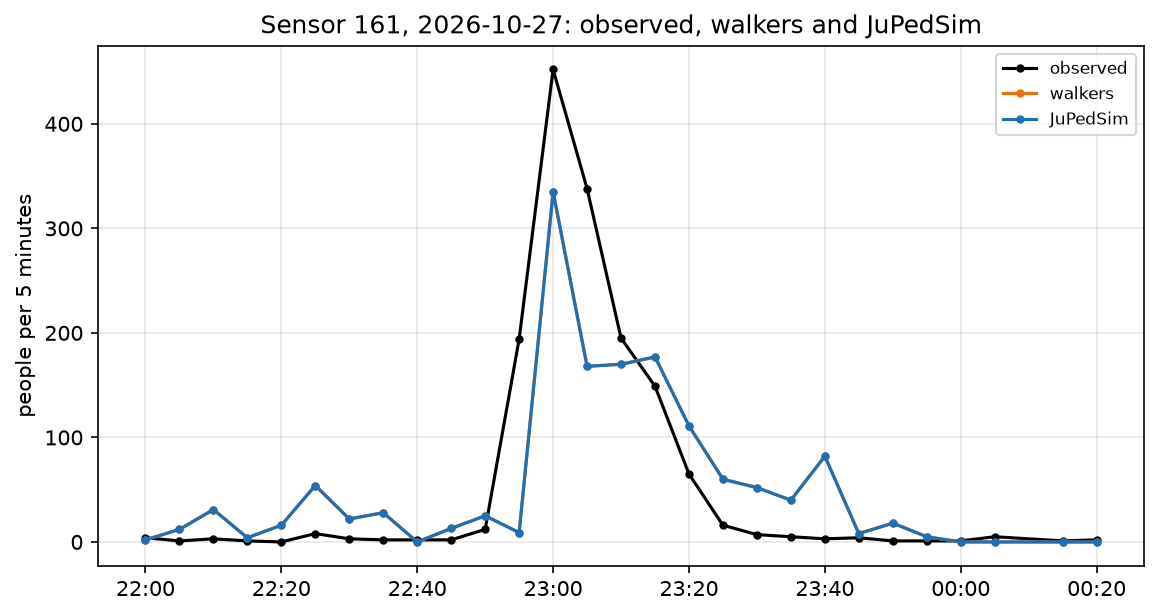 Sensor 161, 2026-10-27: observed, walkers and JuPedSim
observed
walkers
JuPedSim
people per 5 minutes
400
300
200
100
0
22:00 22:20 22:40 23:00 23:20 23:40 00:00 00:20